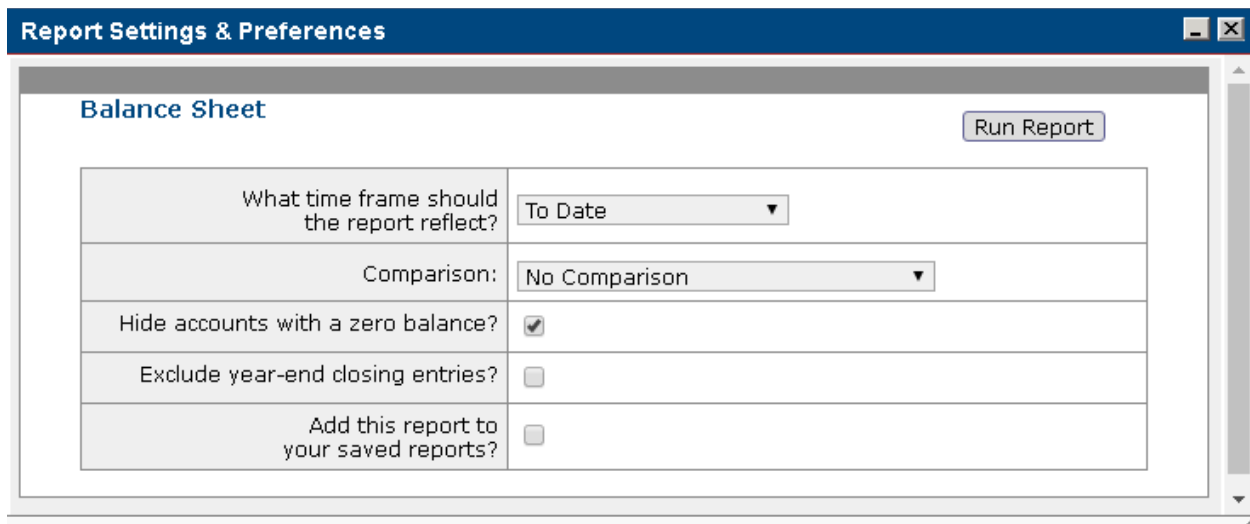 Report Settings & Preferences
Balance Sheet
Run Report
What time frame should
the report reflect?
To Date
Comparison:
No Comparison
Hide accounts with a zero balance?
Exclude year-end closing entries?
Add this report to
your saved reports?